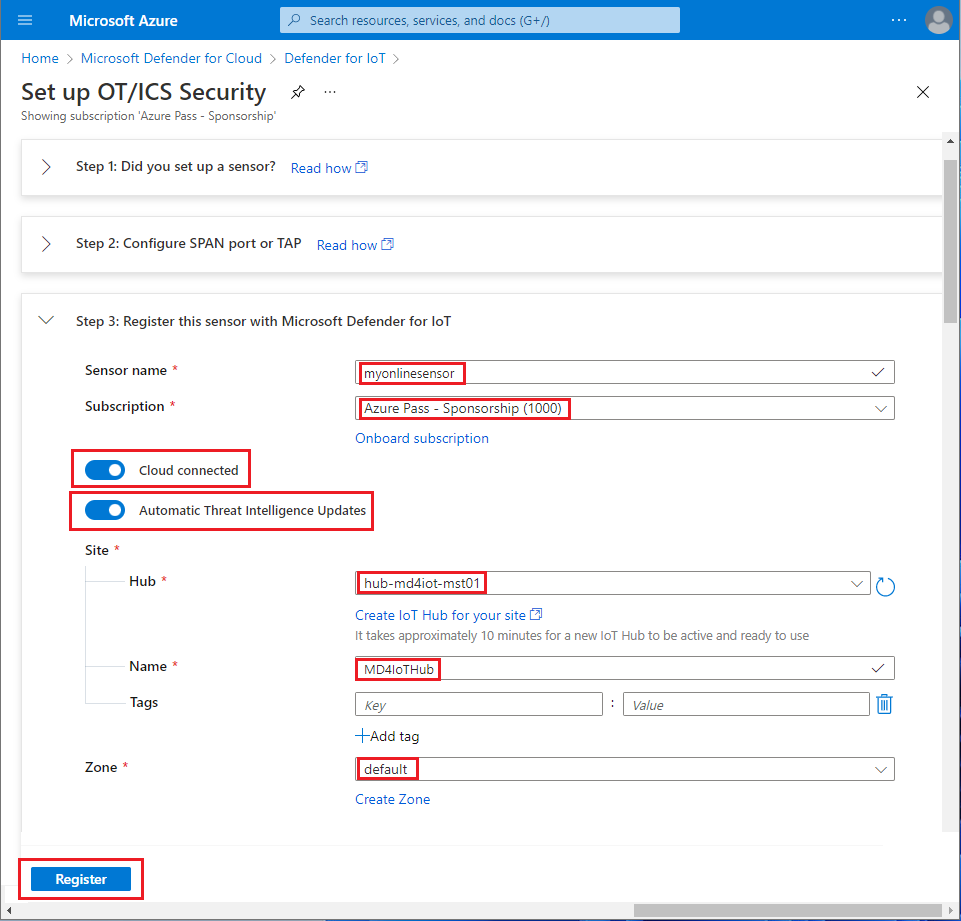 Microsoft Azure
Search resources, services, and docs (G+/)
Home > Microsoft Defender for Cloud > Defender for IoT >
Set up OT/ICS Security
Showing subscription 'Azure Pass - Sponsorship'
Step 1: Did you set up a sensor? Read how
Step 2: Configure SPAN port or TAP Read how
Step 3: Register this sensor with Microsoft Defender for IoT
Sensor name * myonlinesensor
Subscription * Azure Pass - Sponsorship (1000)
Onboard subscription
Cloud connected
Automatic Threat Intelligence Updates
Site *
Hub * hub-md4iot-mst01
Create IoT Hub for your site
It takes approximately 10 minutes for a new IoT Hub to be active and ready to use
Name * MD4IoTHub
Tags Key : Value
+Add tag
Zone * default
Create Zone
Register